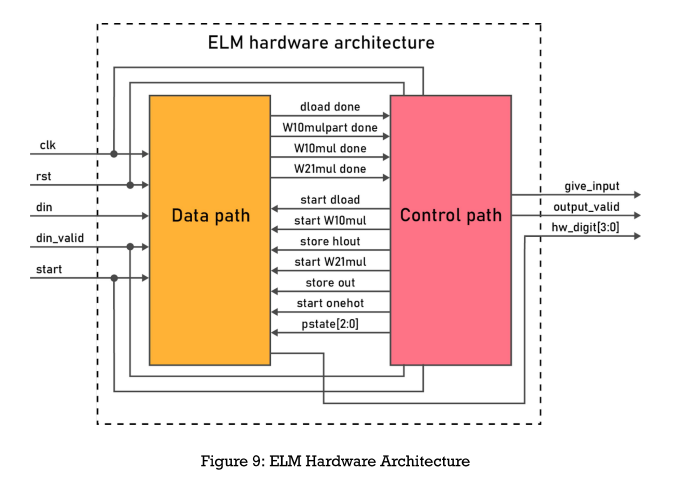 ELM hardware architecture
clk
rst
din
din_valid
start
Data path
dload done
W10mulpart done
W10mul done
W21mul done
start dload
start W10mul
store hlout
start W21mul
store out
start onehot
pstate[2:0]
Control path
give_input
output_valid
hw_digit[3:0]
Figure 9: ELM Hardware Architecture